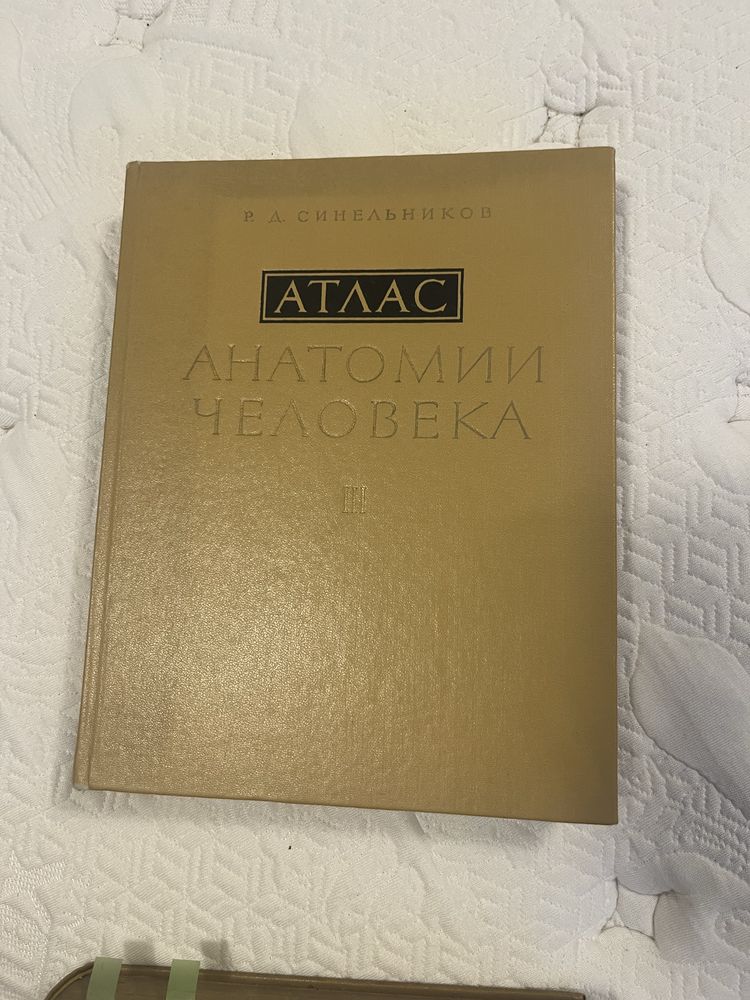 Р. Д. СИНЕЛЬНИКОВ
АТЛАС
АНАТОМИИ
ЧЕЛОВЕКА
III